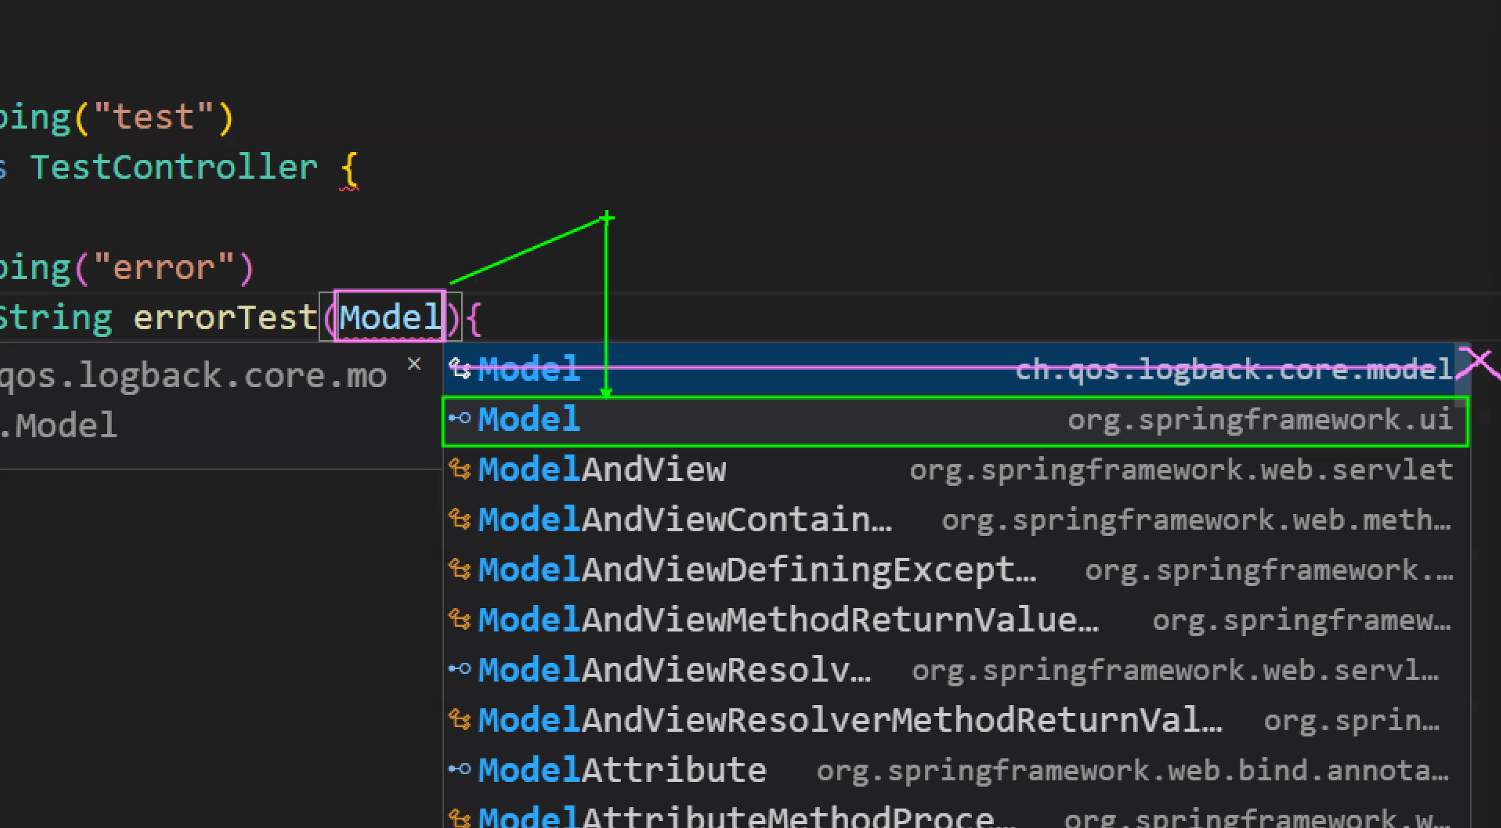 ping("test")
s TestController {
ping("error")
String errorTest(Model){
qos.logback.core.mo
.Model
Model ch.qos.logback.core.model
Model org.springframework.ui
ModelAndView org.springframework.web.servlet
ModelAndViewContain… org.springframework.web.meth…
ModelAndViewDefiningExcept… org.springframework.…
ModelAndViewMethodReturnValue… org.springframew…
ModelAndViewResolv… org.springframework.web.servl…
ModelAndViewResolverMethodReturnVal… org.sprin…
ModelAttribute org.springframework.web.bind.annota…
ModelAttributeMethodProce… org.springframework.w…